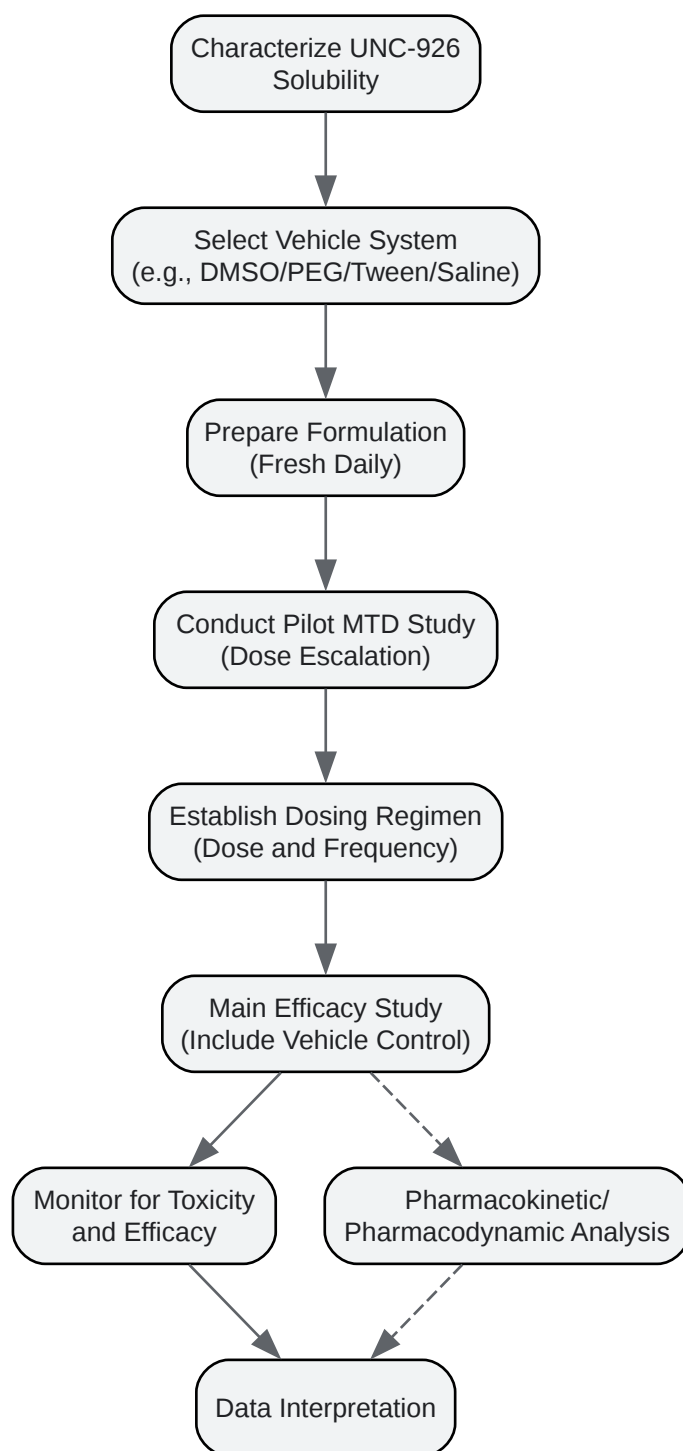 Characterize UNC-926
Solubility
Select Vehicle System
(e.g., DMSO/PEG/Tween/Saline)
Prepare Formulation
(Fresh Daily)
Conduct Pilot MTD Study
(Dose Escalation)
Establish Dosing Regimen
(Dose and Frequency)
Main Efficacy Study
(Include Vehicle Control)
Monitor for Toxicity
and Efficacy
Pharmacokinetic/
Pharmacodynamic Analysis
Data Interpretation